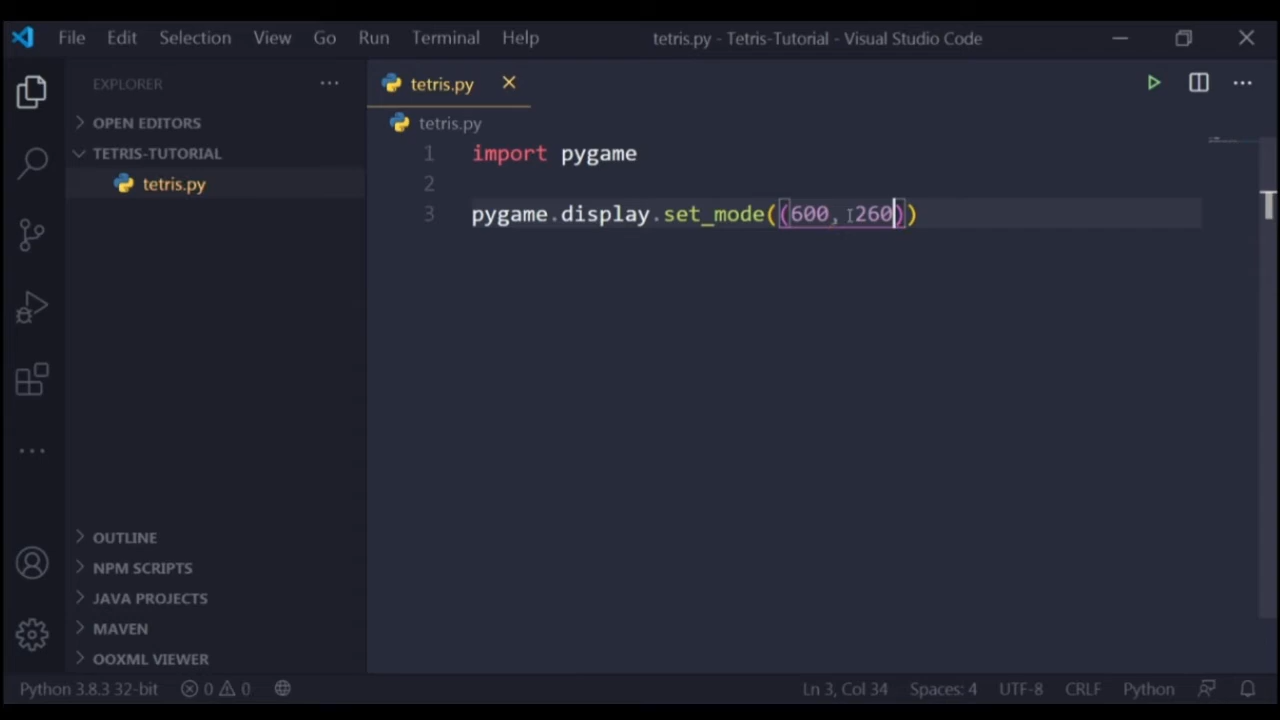 File Edit Selection View Go Run Terminal Help tetris.py - Tetris-Tutorial - Visual Studio Code
EXPLORER
OPEN EDITORS
TETRIS-TUTORIAL
tetris.py
OUTLINE
NPM SCRIPTS
JAVA PROJECTS
MAVEN
OOXML VIEWER
tetris.py
tetris.py
1 import pygame
2
3 pygame.display.set_mode((600, 260))
Python 3.8.3 32-bit 0 0 Ln 3, Col 34 Spaces: 4 UTF-8 CRLF Python